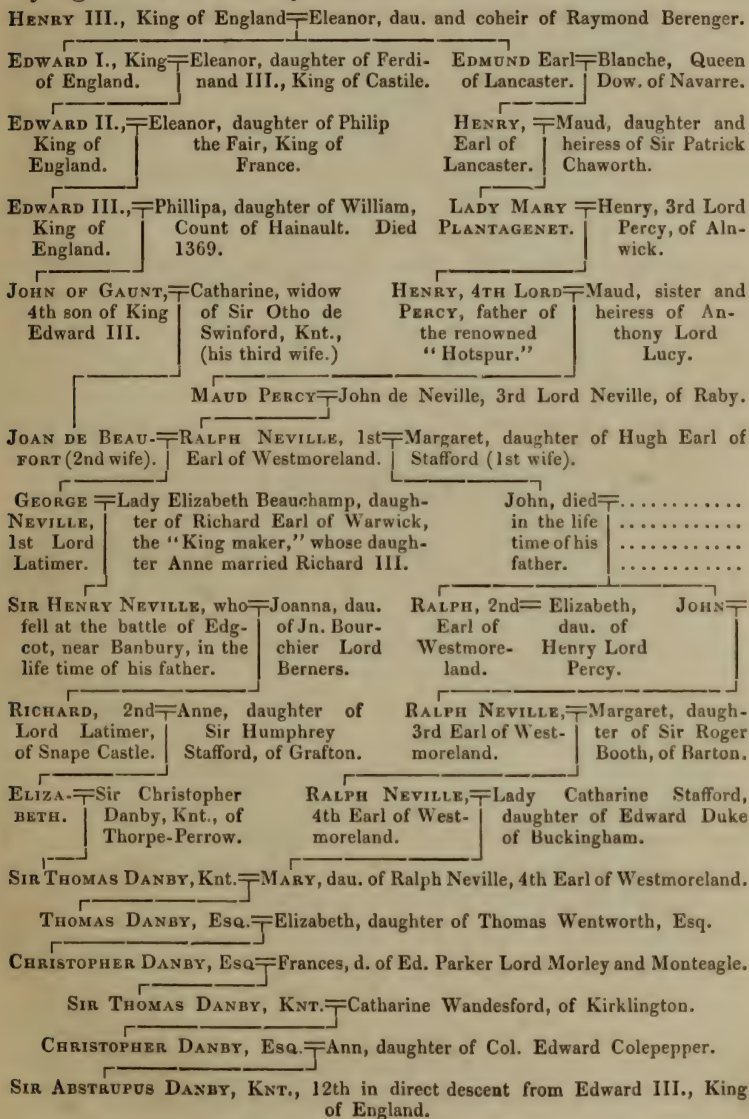 HENRY III., King of England Eleanor, dau. and coheir of Raymond Berenger.
EDWARD I., King of England. Eleanor, daughter of Ferdi-
nand III., King of Castile.
EDMUND Earl of Lancaster. Blanche, Queen
Dow. of Navarre.
EDWARD II.,
King of
England.
Eleanor, daughter of Philip
the Fair, King of
France.
HENRY,
Earl of
Lancaster.
Maud, daughter and
heiress of Sir Patrick
Chaworth.
EDWARD III.,
King of
England.
Phillipa, daughter of William,
Count of Hainault. Died
1369.
LADY MARY
PLANTAGENET.
Henry, 3rd Lord
Percy, of Aln-
wick.
JOHN OF GAUNT,
4th son of King
Edward III.
Catharine, widow
of Sir Otho de
Swinford, Knt.,
(his third wife.)
HENRY, 4TH LORD
PERCY, father of
the renowned
"Hotspur."
Maud, sister and
heiress of An-
thony Lord
Lucy.
MAUD PERCY John de Neville, 3rd Lord Neville, of Raby.
JOAN DE BEAU-
FORT (2nd wife).
RALPH NEVILLE, 1st
Earl of Westmoreland.
Margaret, daughter of Hugh Earl of
Stafford (1st wife).
GEORGE
NEVILLE,
1st Lord
Latimer.
Lady Elizabeth Beauchamp, daugh-
ter of Richard Earl of Warwick,
the "King maker," whose daugh-
ter Anne married Richard III.
John, died
in the life
time of his
father.
............
............
............
............
SIR HENRY NEVILLE, who
fell at the battle of Edg-
cot, near Banbury, in the
life time of his father.
Joanna, dau.
of Jn. Bour-
chier Lord
Berners.
RALPH, 2nd
Earl of
Westmore-
land.
Elizabeth,
dau. of
Henry Lord
Percy.
JOHN
RICHARD, 2nd
Lord Latimer,
of Snape Castle.
Anne, daughter of
Sir Humphrey
Stafford, of Grafton.
RALPH NEVILLE,
3rd Earl of West-
moreland.
Margaret, daugh-
ter of Sir Roger
Booth, of Barton.
ELIZA-
BETH.
Sir Christopher
Danby, Knt., of
Thorpe-Perrow.
RALPH NEVILLE,
4th Earl of West-
moreland.
Lady Catharine Stafford,
daughter of Edward Duke
of Buckingham.
SIR THOMAS DANBY, Knt. MARY, dau. of Ralph Neville, 4th Earl of Westmoreland.
THOMAS DANBY, ESQ. Elizabeth, daughter of Thomas Wentworth, Esq.
CHRISTOPHER DANBY, ESQ Frances, d. of Ed. Parker Lord Morley and Monteagle.
SIR THOMAS DANBY, KNT. Catharine Wandesford, of Kirklington.
CHRISTOPHER DANBY, ESQ. Ann, daughter of Col. Edward Colepepper.
SIR ABSTRUPUS DANBY, KNT., 12th in direct descent from Edward III., King
of England.